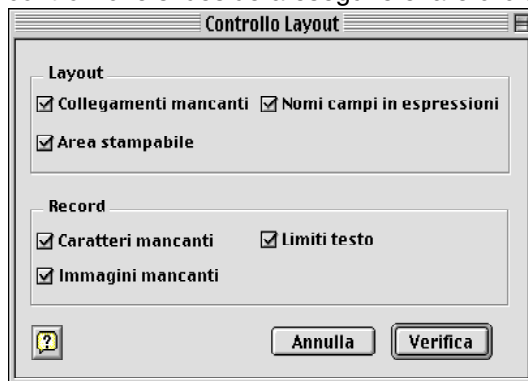 Controllo Layout
Layout
Collegamenti mancanti Nomi campi in espressioni
Area stampabile
Record
Caratteri mancanti Limiti testo
Immagini mancanti
? Annulla Verifica